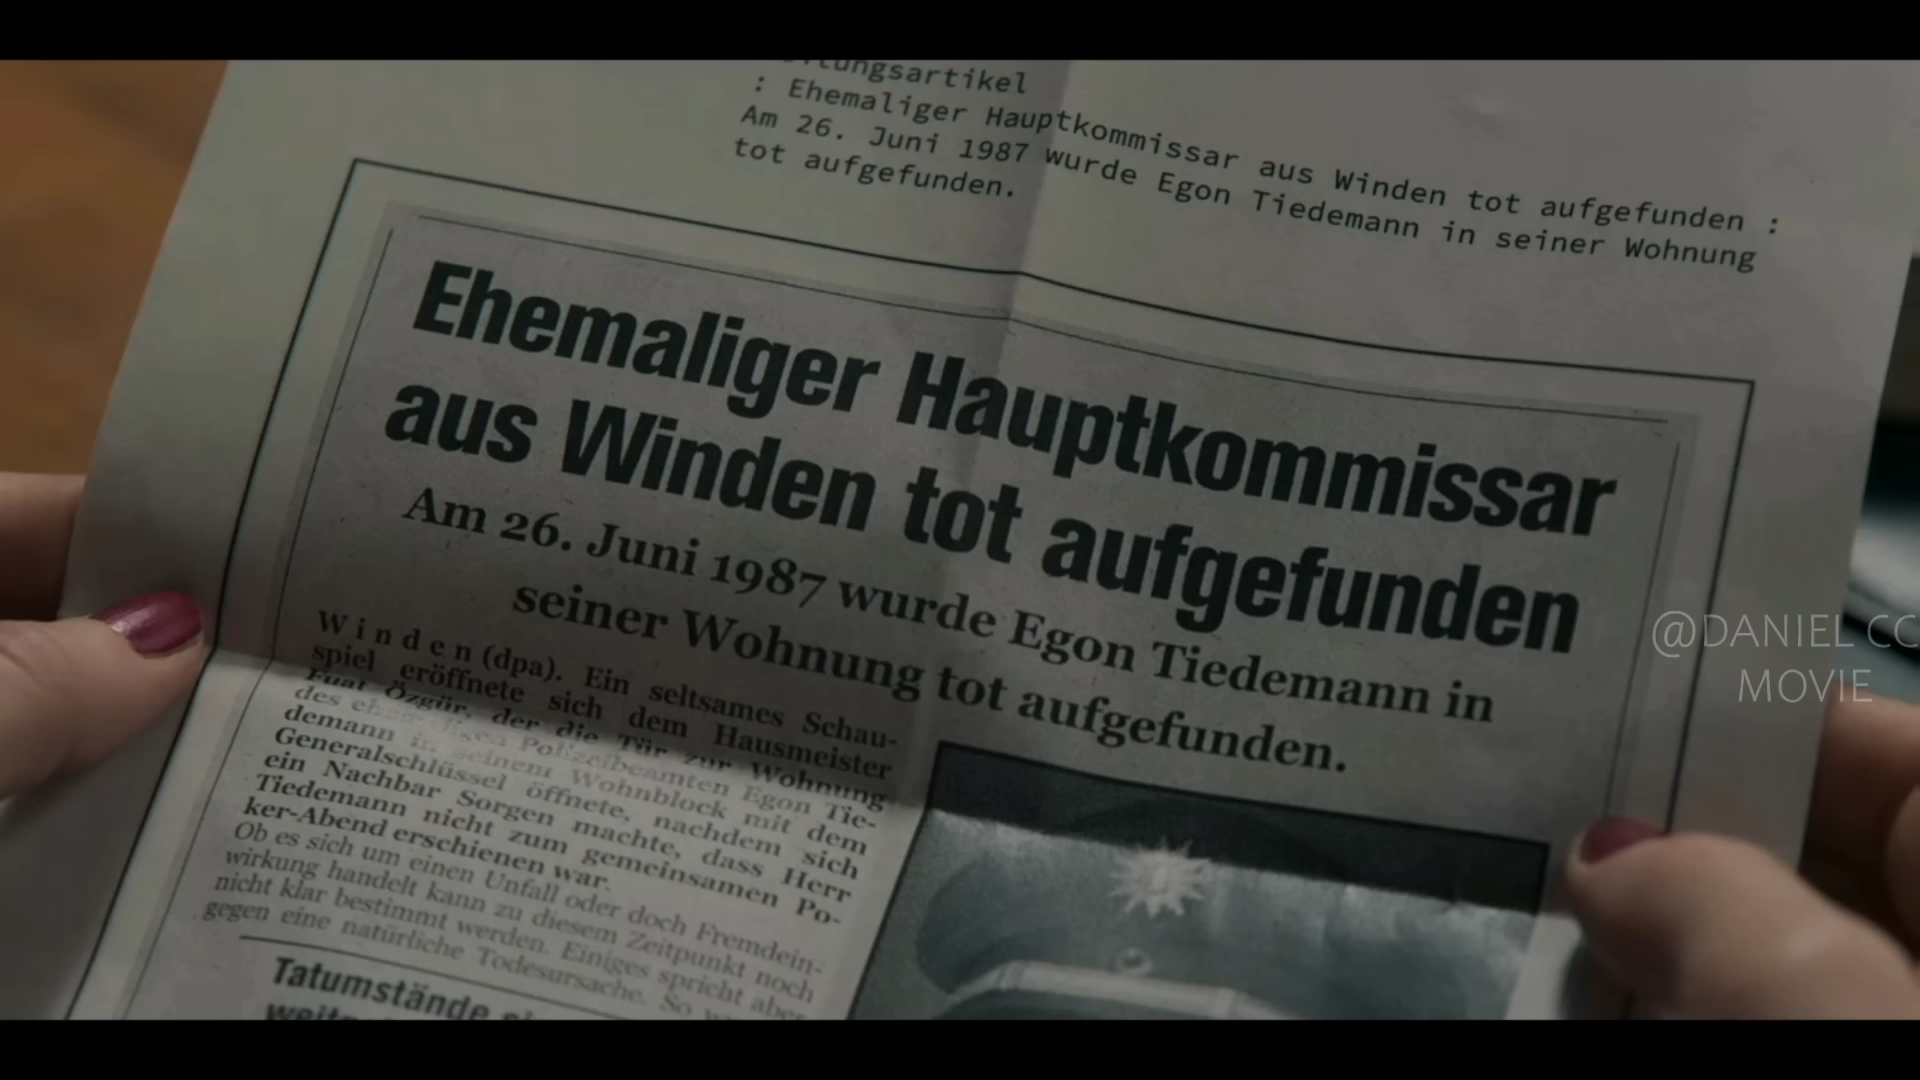 eitungsartikel
: Ehemaliger Hauptkommissar aus Winden tot aufgefunden :
Am 26. Juni 1987 wurde Egon Tiedemann in seiner Wohnung
tot aufgefunden.
Ehemaliger Hauptkommissar
aus Winden tot aufgefunden
Am 26. Juni 1987 wurde Egon Tiedemann in
seiner Wohnung tot aufgefunden.
Winden (dpa). Ein seltsames Schau-
spiel eröffnete sich dem Hausmeister
Fuat Özgür, der die Tür zur Wohnung
des ehemaligen Polizeibeamten Egon Tie-
demann in seinem Wohnblock mit dem
Generalschlüssel öffnete, nachdem sich
ein Nachbar Sorgen machte, dass Herr
Tiedemann nicht zum gemeinsamen Po-
ker-Abend erschienen war.
Ob es sich um einen Unfall oder doch Fremdein-
wirkung handelt kann zu diesem Zeitpunkt noch
nicht klar bestimmt werden. Einiges spricht aber
gegen eine natürliche Todesursache. So
Tatumstände
@DANIEL CC
MOVIE